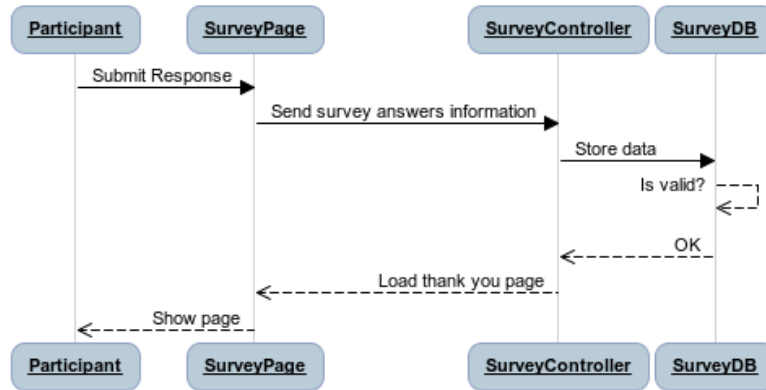 Participant SurveyPage SurveyController SurveyDB
Submit Response
Send survey answers information
Store data
Is valid?
OK
Load thank you page
Show page
Participant SurveyPage SurveyController SurveyDB